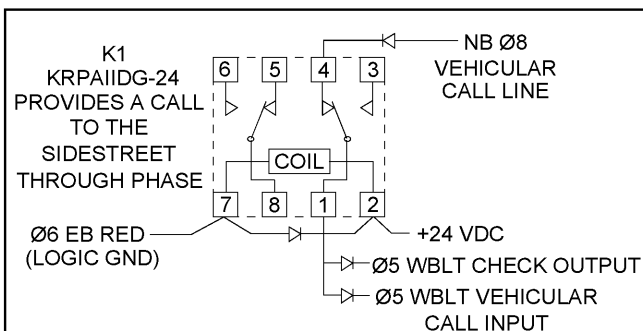 K1
KRPAIIDG-24
PROVIDES A CALL
TO THE
SIDESTREET
THROUGH PHASE
6
5
4
3
NB Ø8
VEHICULAR
CALL LINE
COIL
7
8
1
2
Ø6 EB RED
(LOGIC GND)
+24 VDC
Ø5 WBLT CHECK OUTPUT
Ø5 WBLT VEHICULAR
CALL INPUT